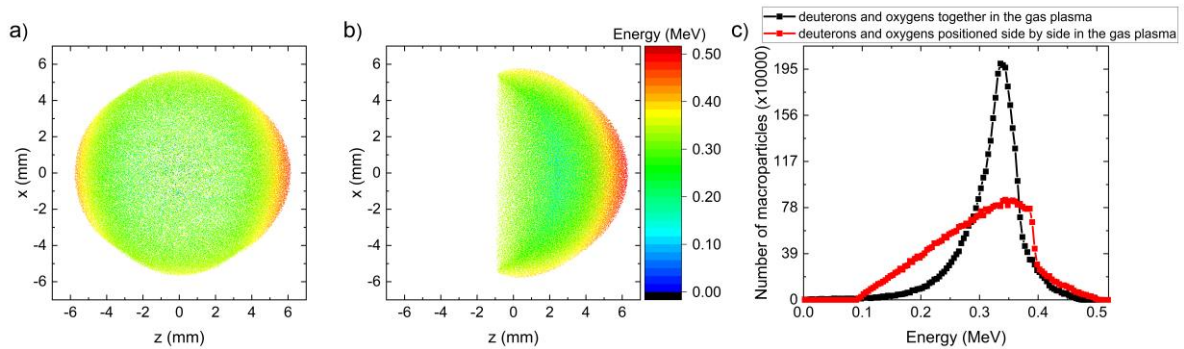 a)
x (mm)
6
4
2
0
-2
-4
-6
-6 -4 -2 0 2 4 6
z (mm)
b)
x (mm)
6
4
2
0
-2
-4
-6
-6 -4 -2 0 2 4 6
z (mm)
Energy (MeV)
0.50
0.40
0.30
0.20
0.10
0.00
c)
deuterons and oxygens together in the gas plasma
deuterons and oxygens positioned side by side in the gas plasma
Number of macroparticles (x10000)
195
156
117
78
39
0
0.0 0.1 0.2 0.3 0.4 0.5
Energy (MeV)